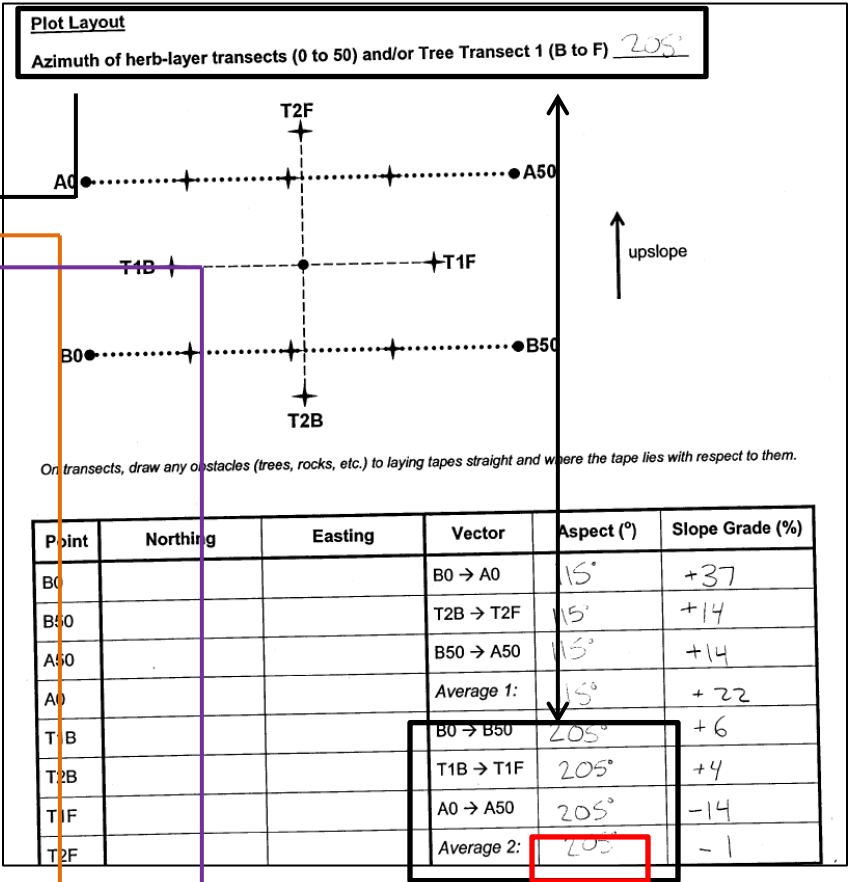 Plot Layout
Azimuth of herb-layer transects (0 to 50) and/or Tree Transect 1 (B to F) 205°
T2F
A0 A50
upslope
T1B T1F
B0 B50
T2B
On transects, draw any obstacles (trees, rocks, etc.) to laying tapes straight and where the tape lies with respect to them.
Point Northing Easting Vector Aspect (°) Slope Grade (%)
B0 B0 → A0 115° +37
B50 T2B → T2F 115° +14
A50 B50 → A50 115° +14
A0 Average 1: 115° + 22
T1B B0 → B50 205° +6
T2B T1B → T1F 205° +4
T1F A0 → A50 205° -14
T2F Average 2: 205° - 1